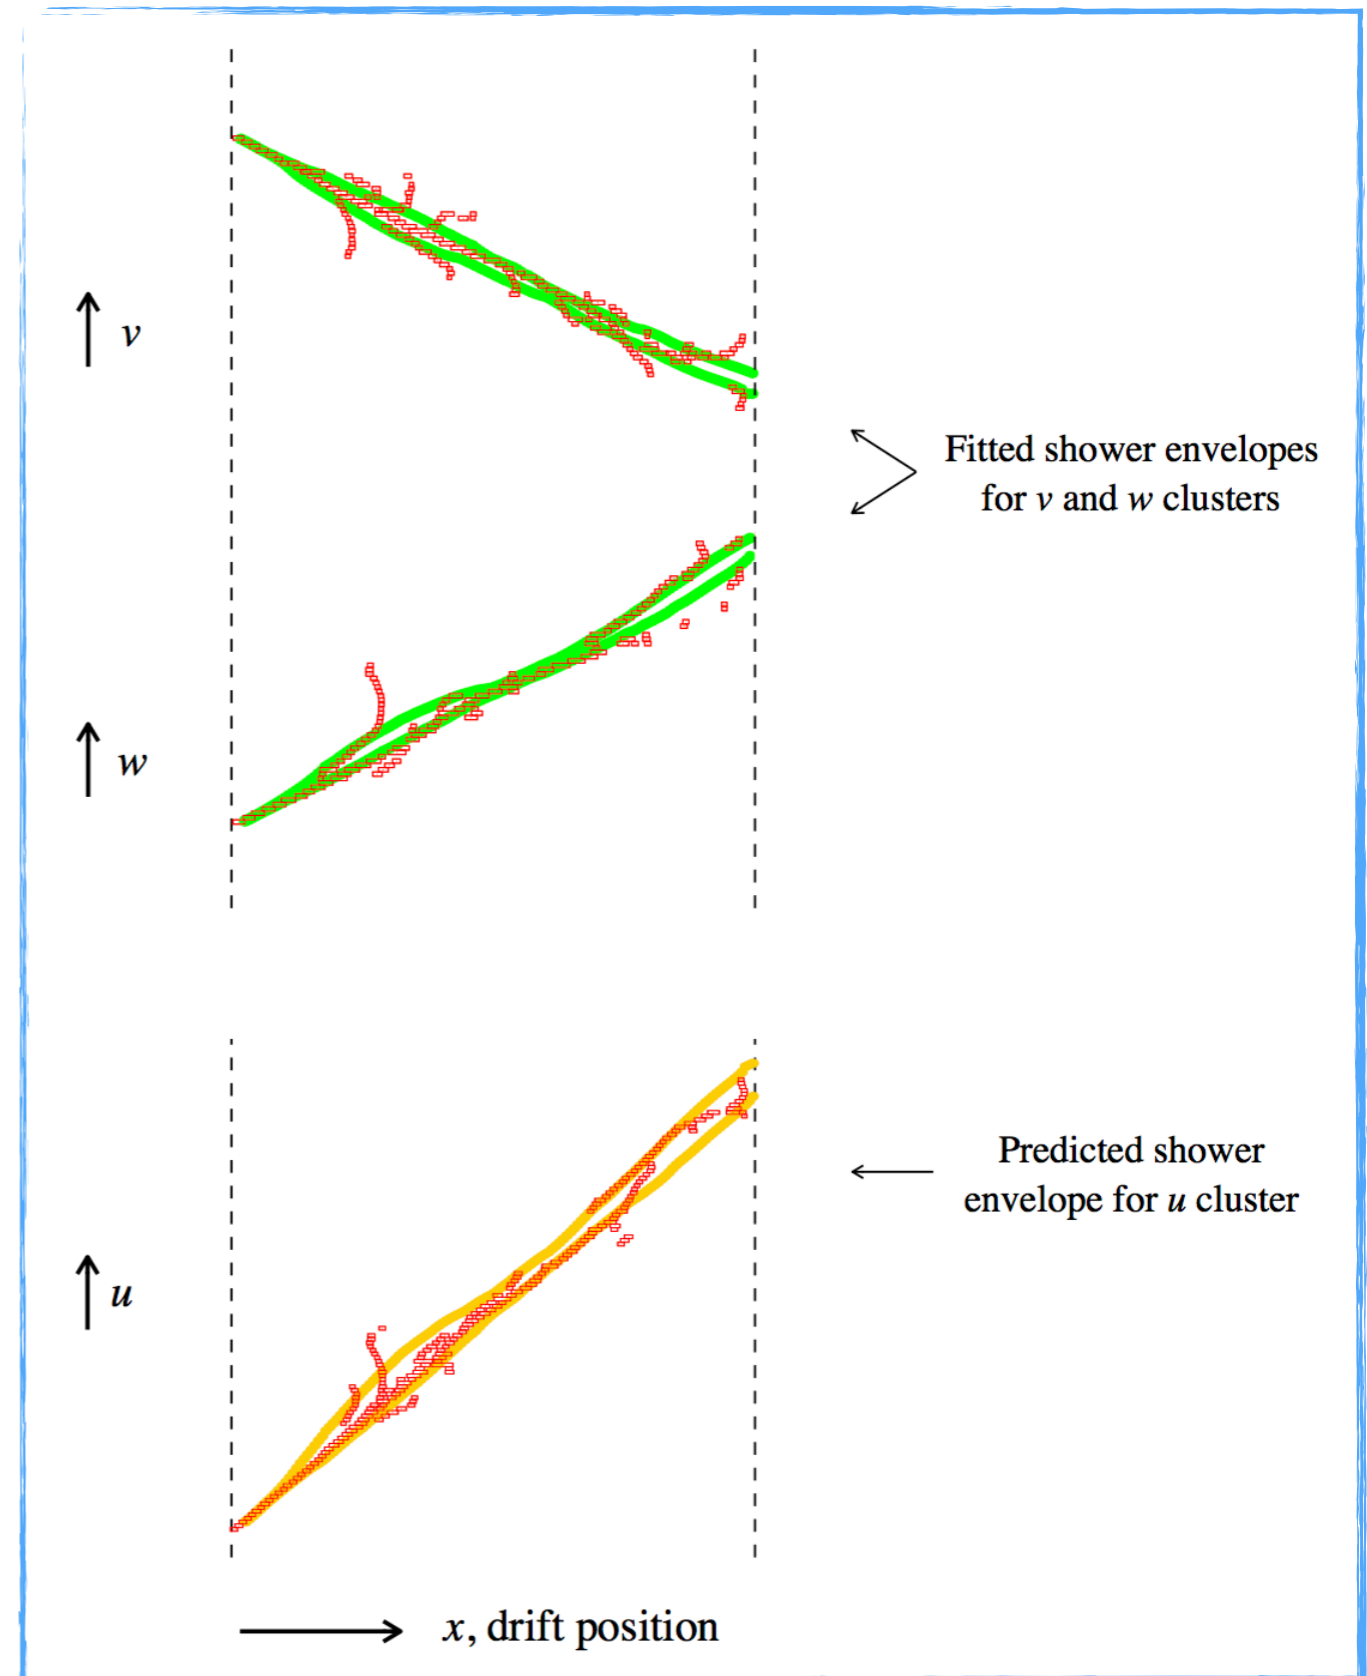 v
Fitted shower envelopes
for v and w clusters
w
Predicted shower
envelope for u cluster
u
x, drift position